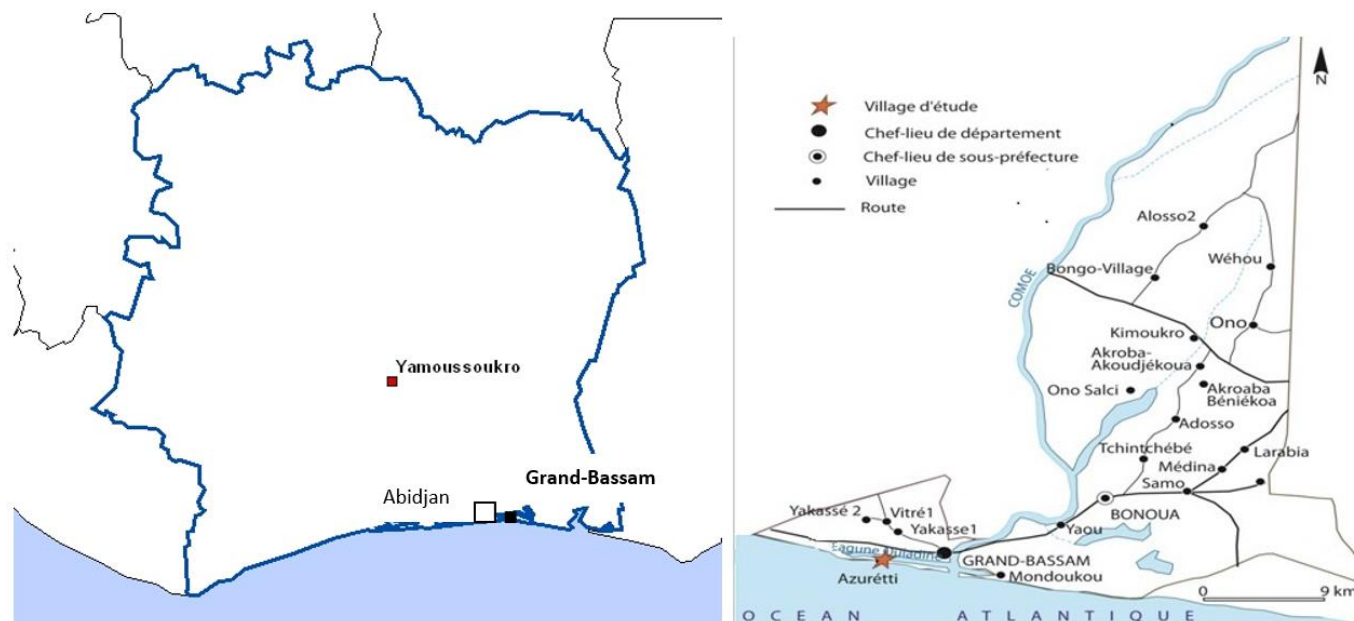 Yamoussoukro
Abidjan
Grand-Bassam
N
Village d'étude
Chef-lieu de département
Chef-lieu de sous-préfecture
Village
Route
Alosso2
Wéhou
Bongo-Village
COMOE
Kimoukro
Ono
Akroba-
Akoudjékoua
Ono Salci
Akroaba
Béniékoa
Adosso
Tchintchébé
Larabia
Médina
Samo
Yakassé 2
Vitré1
Yakasse1
BONOUA
Yaou
Lagune
GRAND-BASSAM
Azurétti
Mondoukou
0 9 km
OCEAN ATLANTIQUE